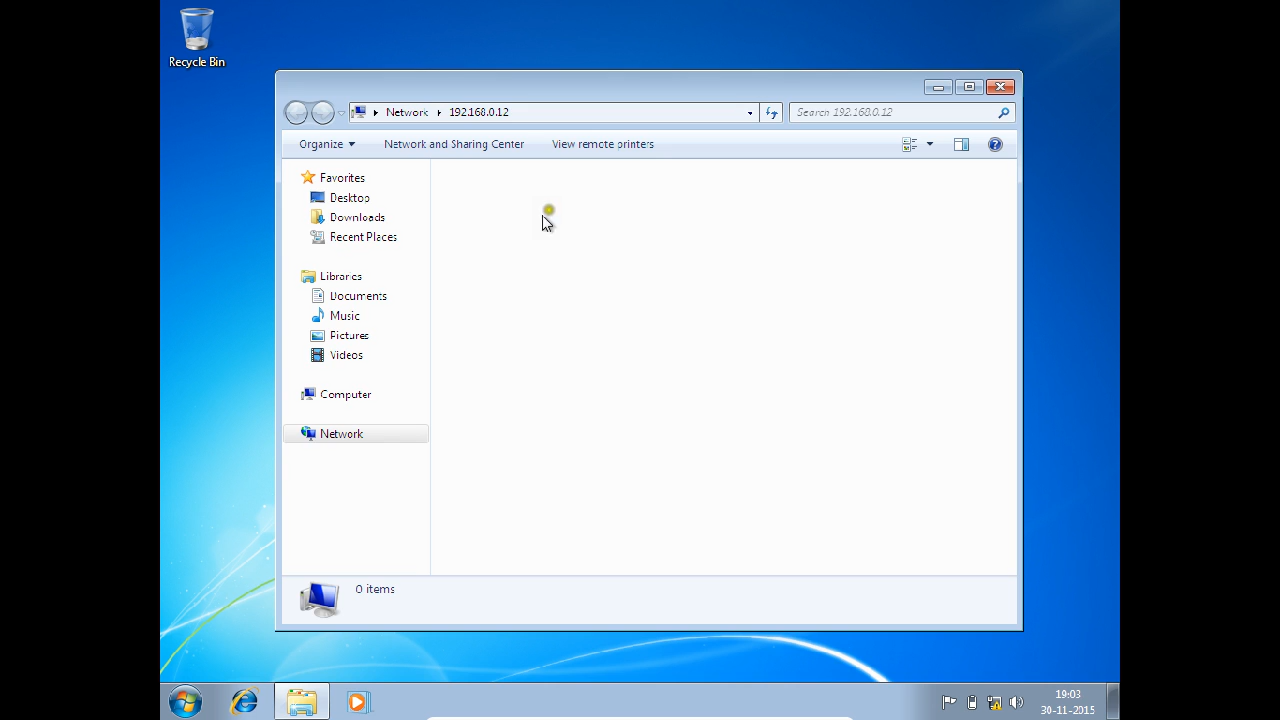 Recycle Bin
Network 192.168.0.12
Search 192.168.0.12
Organize Network and Sharing Center View remote printers
Favorites
Desktop
Downloads
Recent Places
Libraries
Documents
Music
Pictures
Videos
Computer
Network
0 items
19:03
30-11-2015